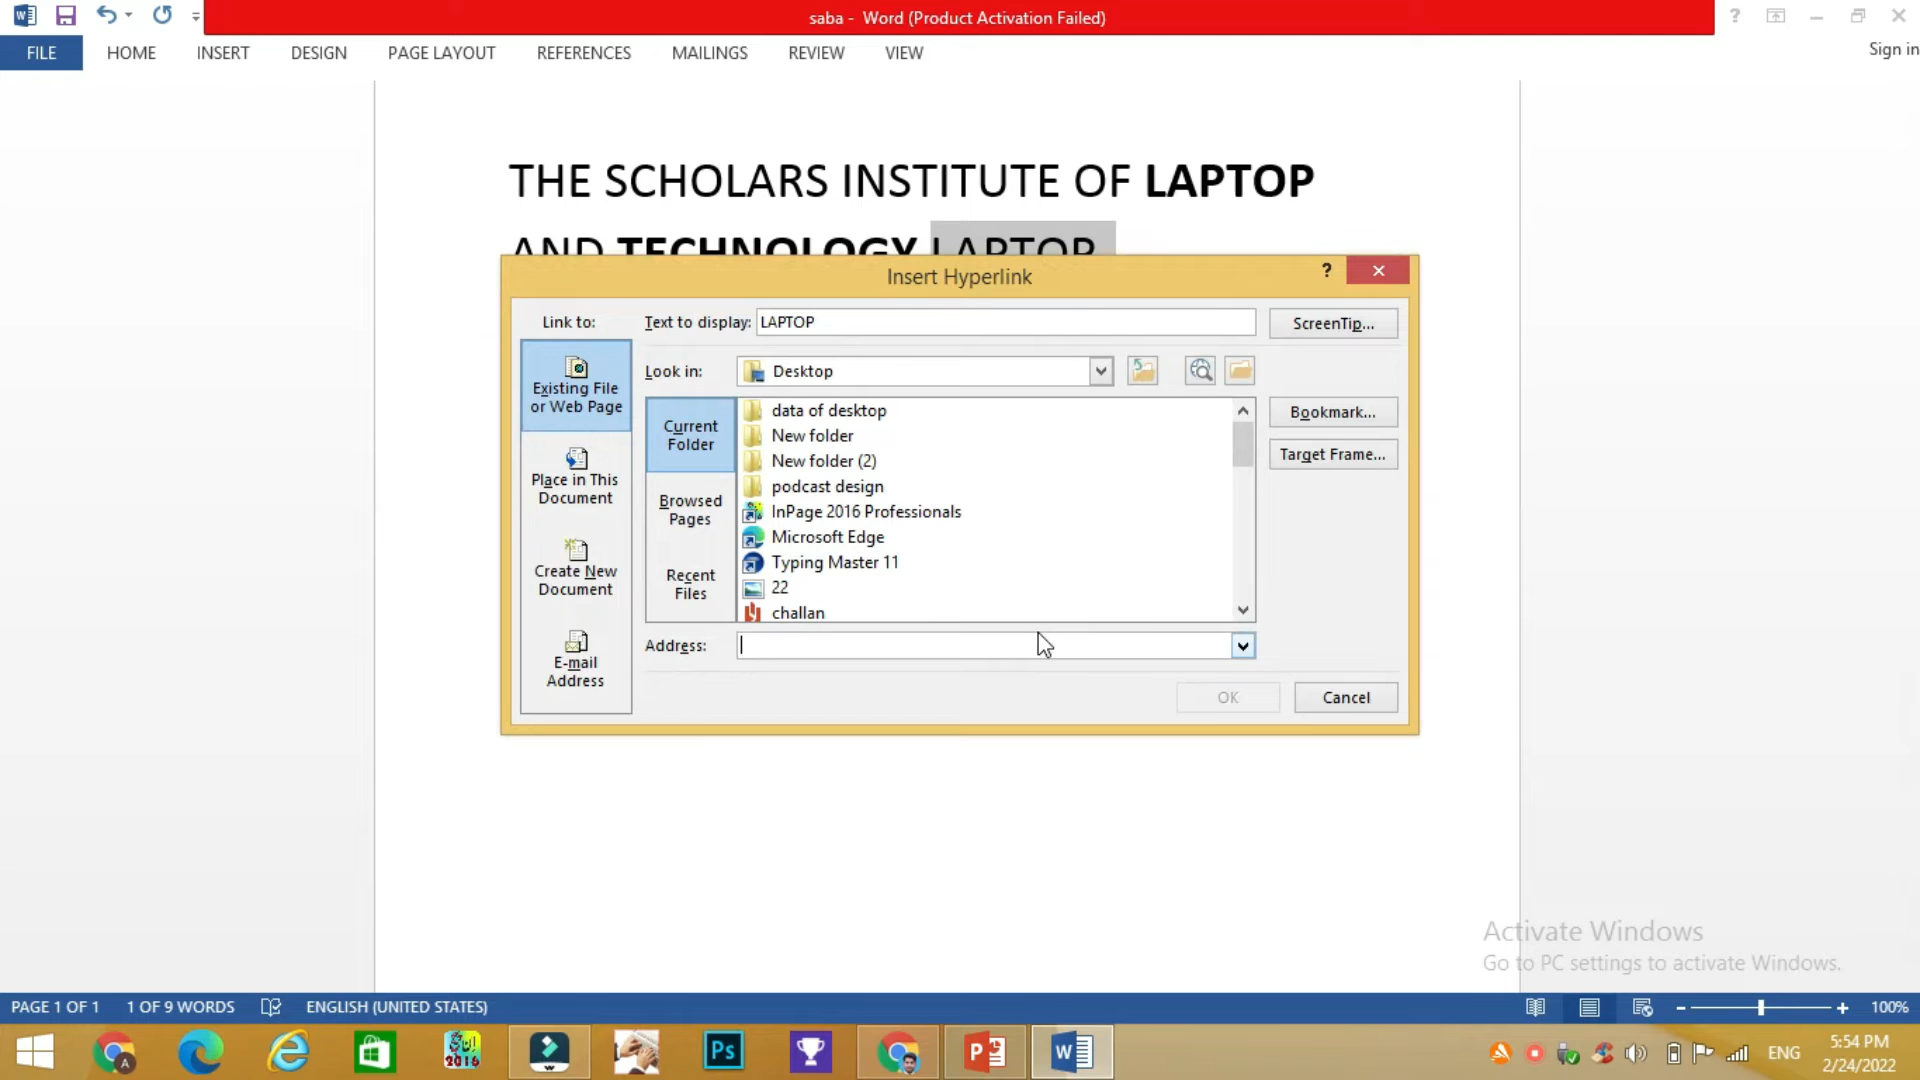 saba - Word (Product Activation Failed)
FILE HOME INSERT DESIGN PAGE LAYOUT REFERENCES MAILINGS REVIEW VIEW Sign in
THE SCHOLARS INSTITUTE OF LAPTOP
AND TECHNOLOGY LAPTOP
Insert Hyperlink
Link to:
Text to display: LAPTOP
ScreenTip...
Existing File
or Web Page
Look in: Desktop
Current
Folder
data of desktop
New folder
New folder (2)
podcast design
InPage 2016 Professionals
Microsoft Edge
Typing Master 11
22
challan
Bookmark...
Target Frame...
Place in This
Document
Browsed
Pages
Create New
Document
Recent
Files
E-mail
Address
Address:
OK
Cancel
Activate Windows
Go to PC settings to activate Windows.
PAGE 1 OF 1 1 OF 9 WORDS ENGLISH (UNITED STATES) 100%
A
2016
Ps
P
W
ENG
5:54 PM
2/24/2022